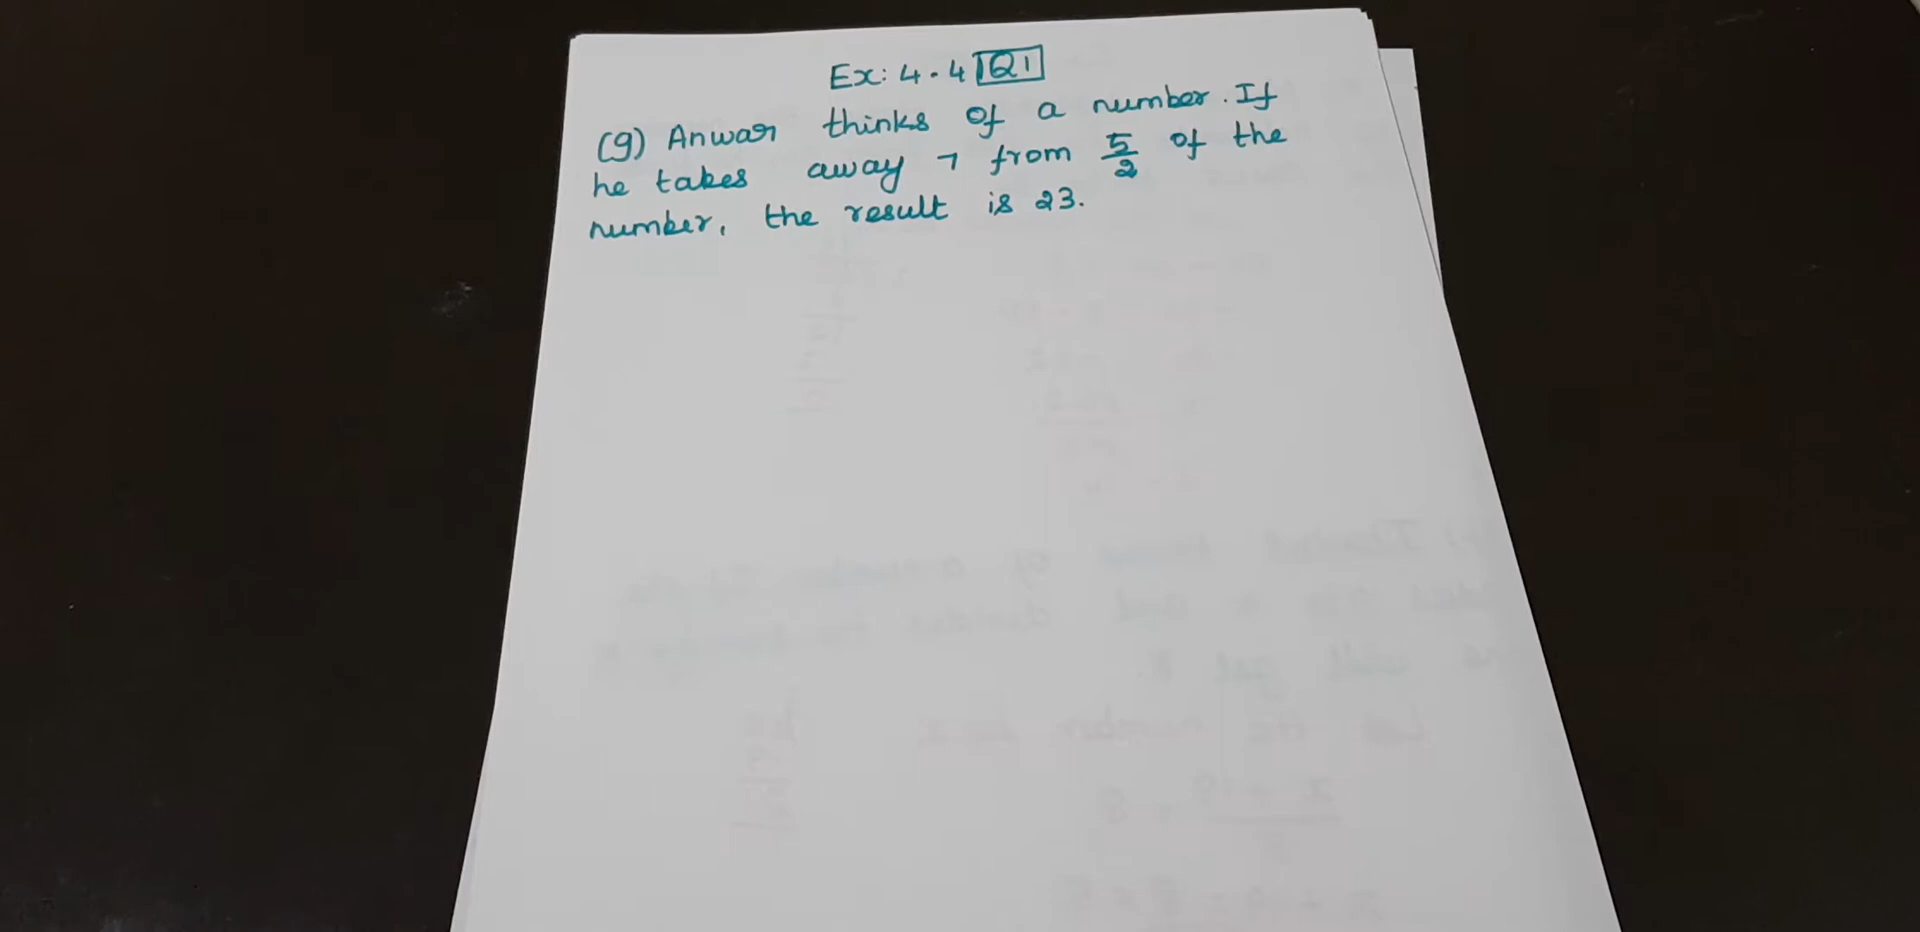 Ex: 4.4 Q1
(g) Anwar thinks of a number. If
he takes away 7 from 5/2 of the
number, the result is 23.